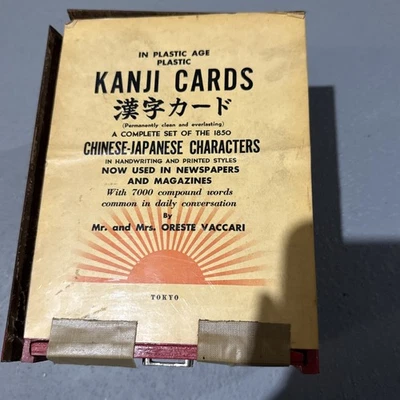 IN PLASTIC AGE
PLASTIC
KANJI CARDS
漢字カード
(Permanently clean and everlasting)
A COMPLETE SET OF THE 1850
CHINESE-JAPANESE CHARACTERS
IN HANDWRITING AND PRINTED STYLES
NOW USED IN NEWSPAPERS
AND MAGAZINES
With 7000 compound words
common in daily conversation
By
Mr. and Mrs. ORESTE VACCARI
TOKYO